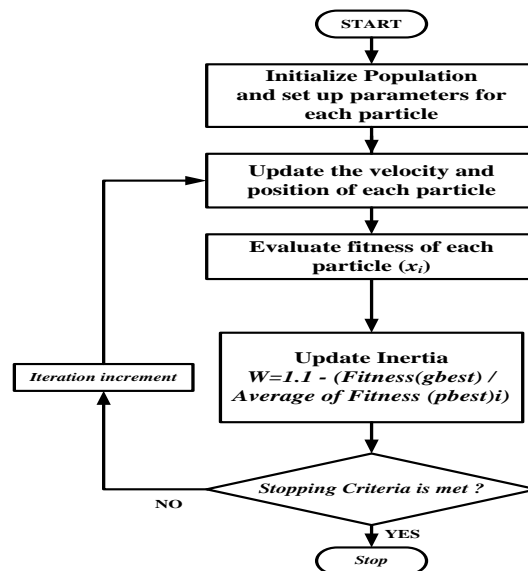 START
Initialize Population
and set up parameters for
each particle
Update the velocity and
position of each particle
Evaluate fitness of each
particle (xi)
Update Inertia
W=1.1 - (Fitness(gbest) /
Average of Fitness (pbest)i)
Iteration increment
Stopping Criteria is met ?
NO
YES
Stop